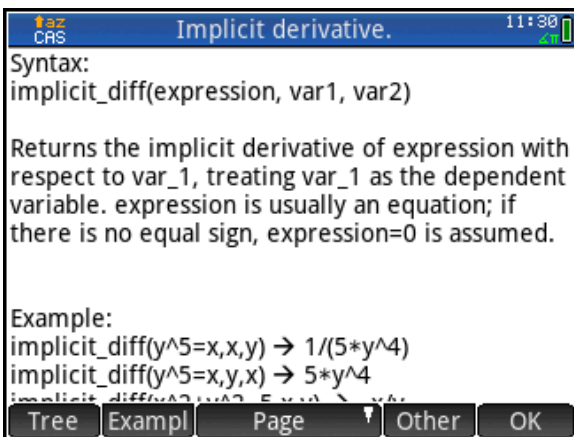 az
CAS
Implicit derivative.
11:30
∡π
Syntax:
implicit_diff(expression, var1, var2)
Returns the implicit derivative of expression with
respect to var_1, treating var_1 as the dependent
variable. expression is usually an equation; if
there is no equal sign, expression=0 is assumed.
Example:
implicit_diff(y^5=x,x,y) → 1/(5*y^4)
implicit_diff(y^5=x,y,x) → 5*y^4
Tree Exampl Page Other OK